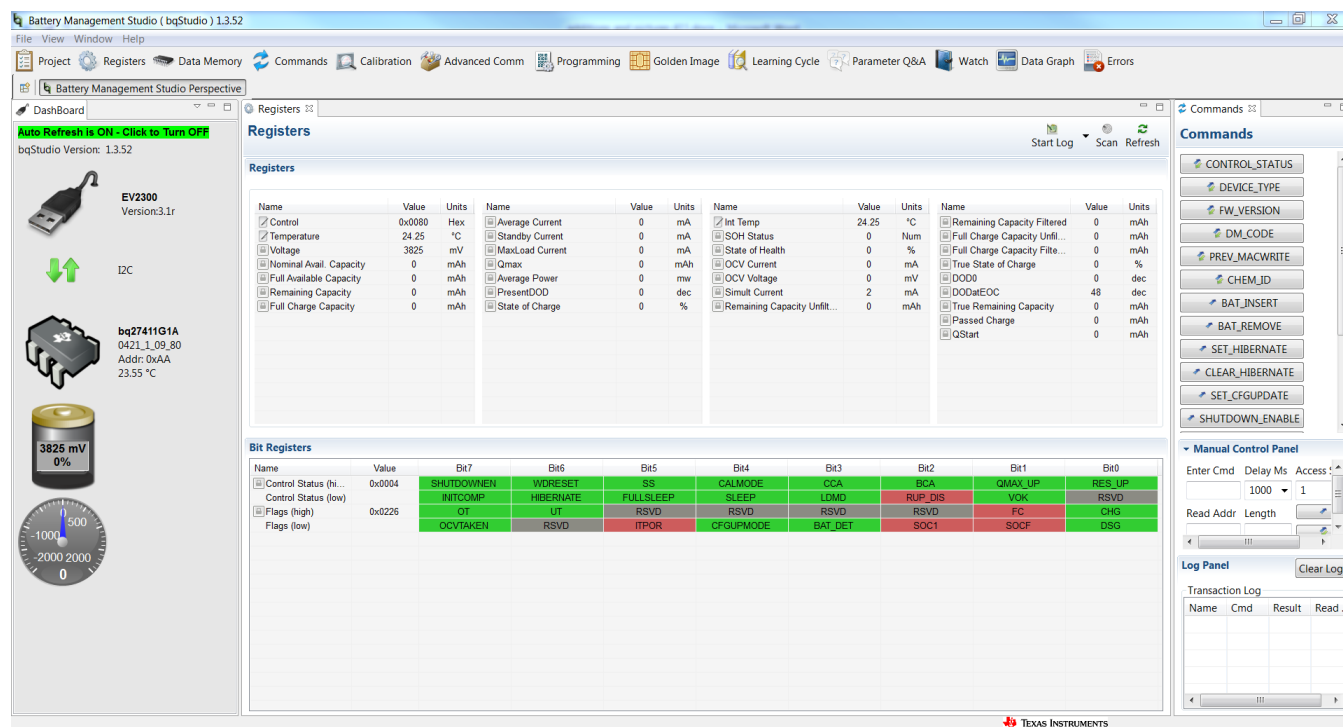 Battery Management Studio ( bqStudio ) 1.3.52
File View Window Help
Project Registers Data Memory Commands Calibration Advanced Comm Programming Golden Image Learning Cycle Parameter Q&A Watch Data Graph Errors
Battery Management Studio Perspective
DashBoard
Auto Refresh is ON - Click to Turn OFF
bqStudio Version: 1.3.52
EV2300
Version:3.1r
I2C
bq27411G1A
0421_1_09_80
Addr: 0xAA
23.55 °C
3825 mV
0%
500
-1000
-2000 2000
0
Registers
Registers
Start Log Scan Refresh
Registers
Name Value Units Name Value Units Name Value Units Name Value Units
Control 0x0080 Hex Average Current 0 mA Int Temp 24.25 °C Remaining Capacity Filtered 0 mAh
Temperature 24.25 °C Standby Current 0 mA SOH Status 0 Num Full Charge Capacity Unfil... 0 mAh
Voltage 3825 mV MaxLoad Current 0 mA State of Health 0 % Full Charge Capacity Filte... 0 mAh
Nominal Avail. Capacity 0 mAh Qmax 0 mAh OCV Current 0 mA True State of Charge 0 %
Full Available Capacity 0 mAh Average Power 0 mw OCV Voltage 0 mV DOD0 0 dec
Remaining Capacity 0 mAh PresentDOD 0 dec Simult Current 2 mA DODatEOC 48 dec
Full Charge Capacity 0 mAh State of Charge 0 % Remaining Capacity Unfilt... 0 mAh True Remaining Capacity 0 mAh
Passed Charge 0 mAh
QStart 0 mAh
Bit Registers
Name Value Bit7 Bit6 Bit5 Bit4 Bit3 Bit2 Bit1 Bit0
Control Status (hi... 0x0004 SHUTDOWNEN WDRESET SS CALMODE CCA BCA QMAX_UP RES_UP
Control Status (low) INITCOMP HIBERNATE FULLSLEEP SLEEP LDMD RUP_DIS VOK RSVD
Flags (high) 0x0226 OT UT RSVD RSVD RSVD RSVD FC CHG
Flags (low) OCVTAKEN RSVD ITPOR CFGUPMODE BAT_DET SOC1 SOCF DSG
Commands
Commands
CONTROL_STATUS
DEVICE_TYPE
FW_VERSION
DM_CODE
PREV_MACWRITE
CHEM_ID
BAT_INSERT
BAT_REMOVE
SET_HIBERNATE
CLEAR_HIBERNATE
SET_CFGUPDATE
SHUTDOWN_ENABLE
Manual Control Panel
Enter Cmd Delay Ms Access
1000 1
Read Addr Length
Log Panel
Clear Log
Transaction Log
Name Cmd Result Read
TEXAS INSTRUMENTS